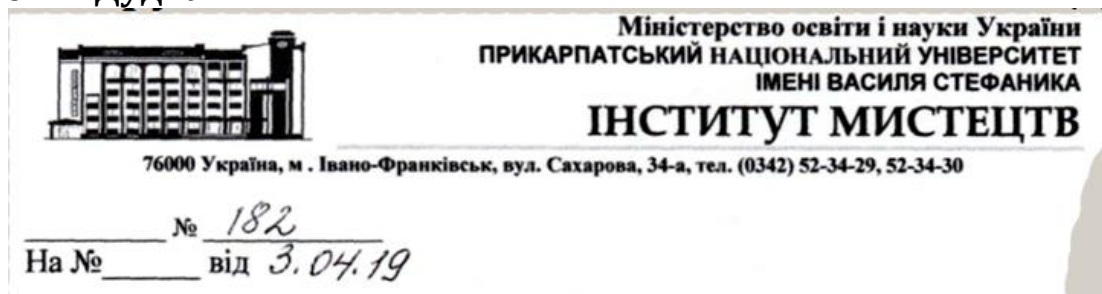 Міністерство освіти і науки України
ПРИКАРПАТСЬКИЙ НАЦІОНАЛЬНИЙ УНІВЕРСИТЕТ
ІМЕНІ ВАСИЛЯ СТЕФАНИКА
ІНСТИТУТ МИСТЕЦТВ
76000 Україна, м . Івано-Франківськ, вул. Сахарова, 34-а, тел. (0342) 52-34-29, 52-34-30
№ 182
На № від 3.04.19